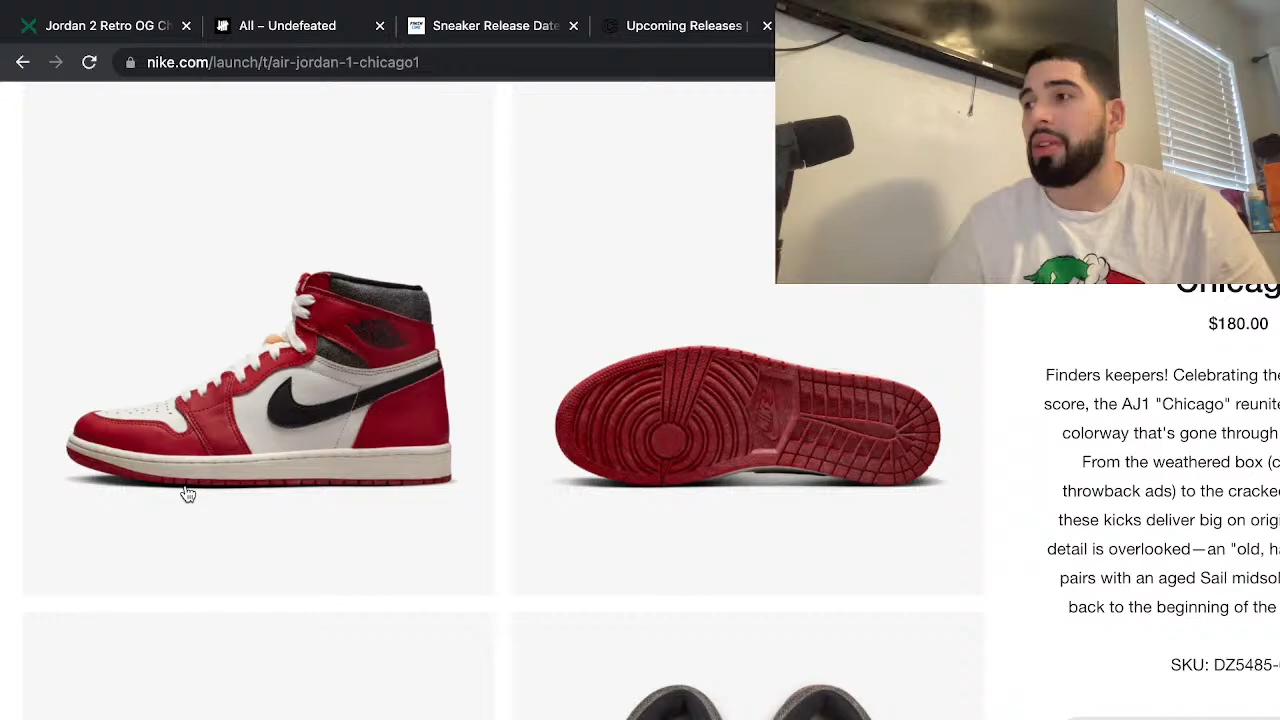 Jordan 2 Retro OG Ch
All – Undefeated
Sneaker Release Date
Upcoming Releases |
nike.com/launch/t/air-jordan-1-chicago1
$180.00
Finders keepers! Celebrating the
score, the AJ1 "Chicago" reunite
colorway that's gone through
From the weathered box (c
throwback ads) to the cracke
these kicks deliver big on orig
detail is overlooked—an "old, ha
pairs with an aged Sail midsol
back to the beginning of the
SKU: DZ5485-